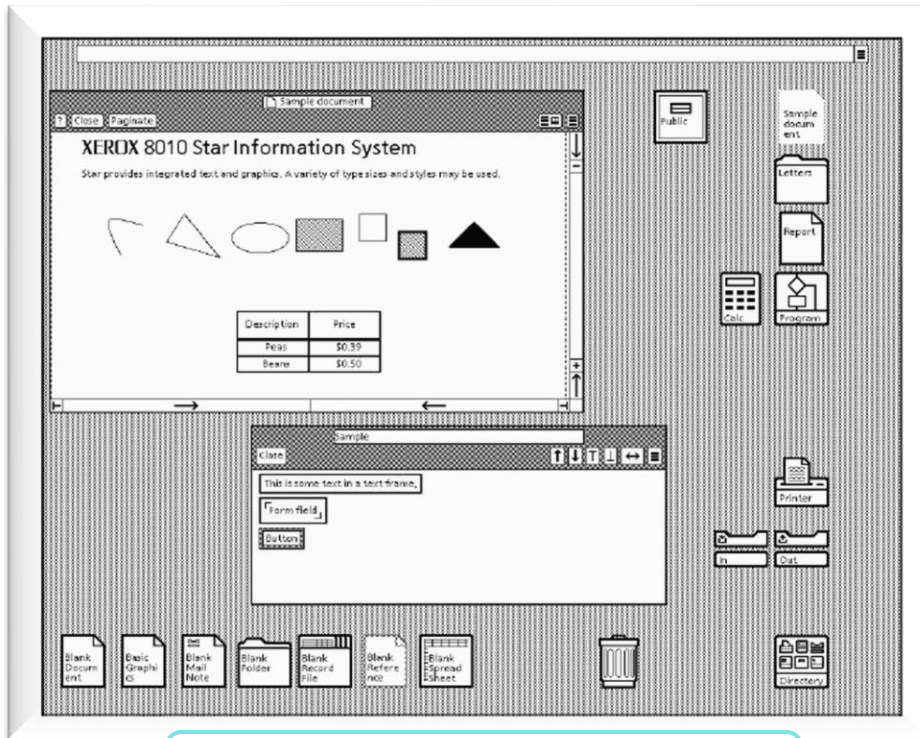 Sample document
? Close Paginate
XEROX 8010 Star Information System
Star provides integrated text and graphics. A variety of type sizes and styles may be used.
Description Price
Peas $0.39
Beans $0.50
Public
Sample
docum
ent
Letters
Report
Calc
Program
Sample
Close
This is some text in a text frame.
Form field
Button
Printer
In
Out
Blank
Docum
ent
Basic
Graphi
cs
Blank
Mail
Note
Blank
Folder
Blank
Record
File
Blank
Refere
nce
Blank
Spread
Sheet
Directory